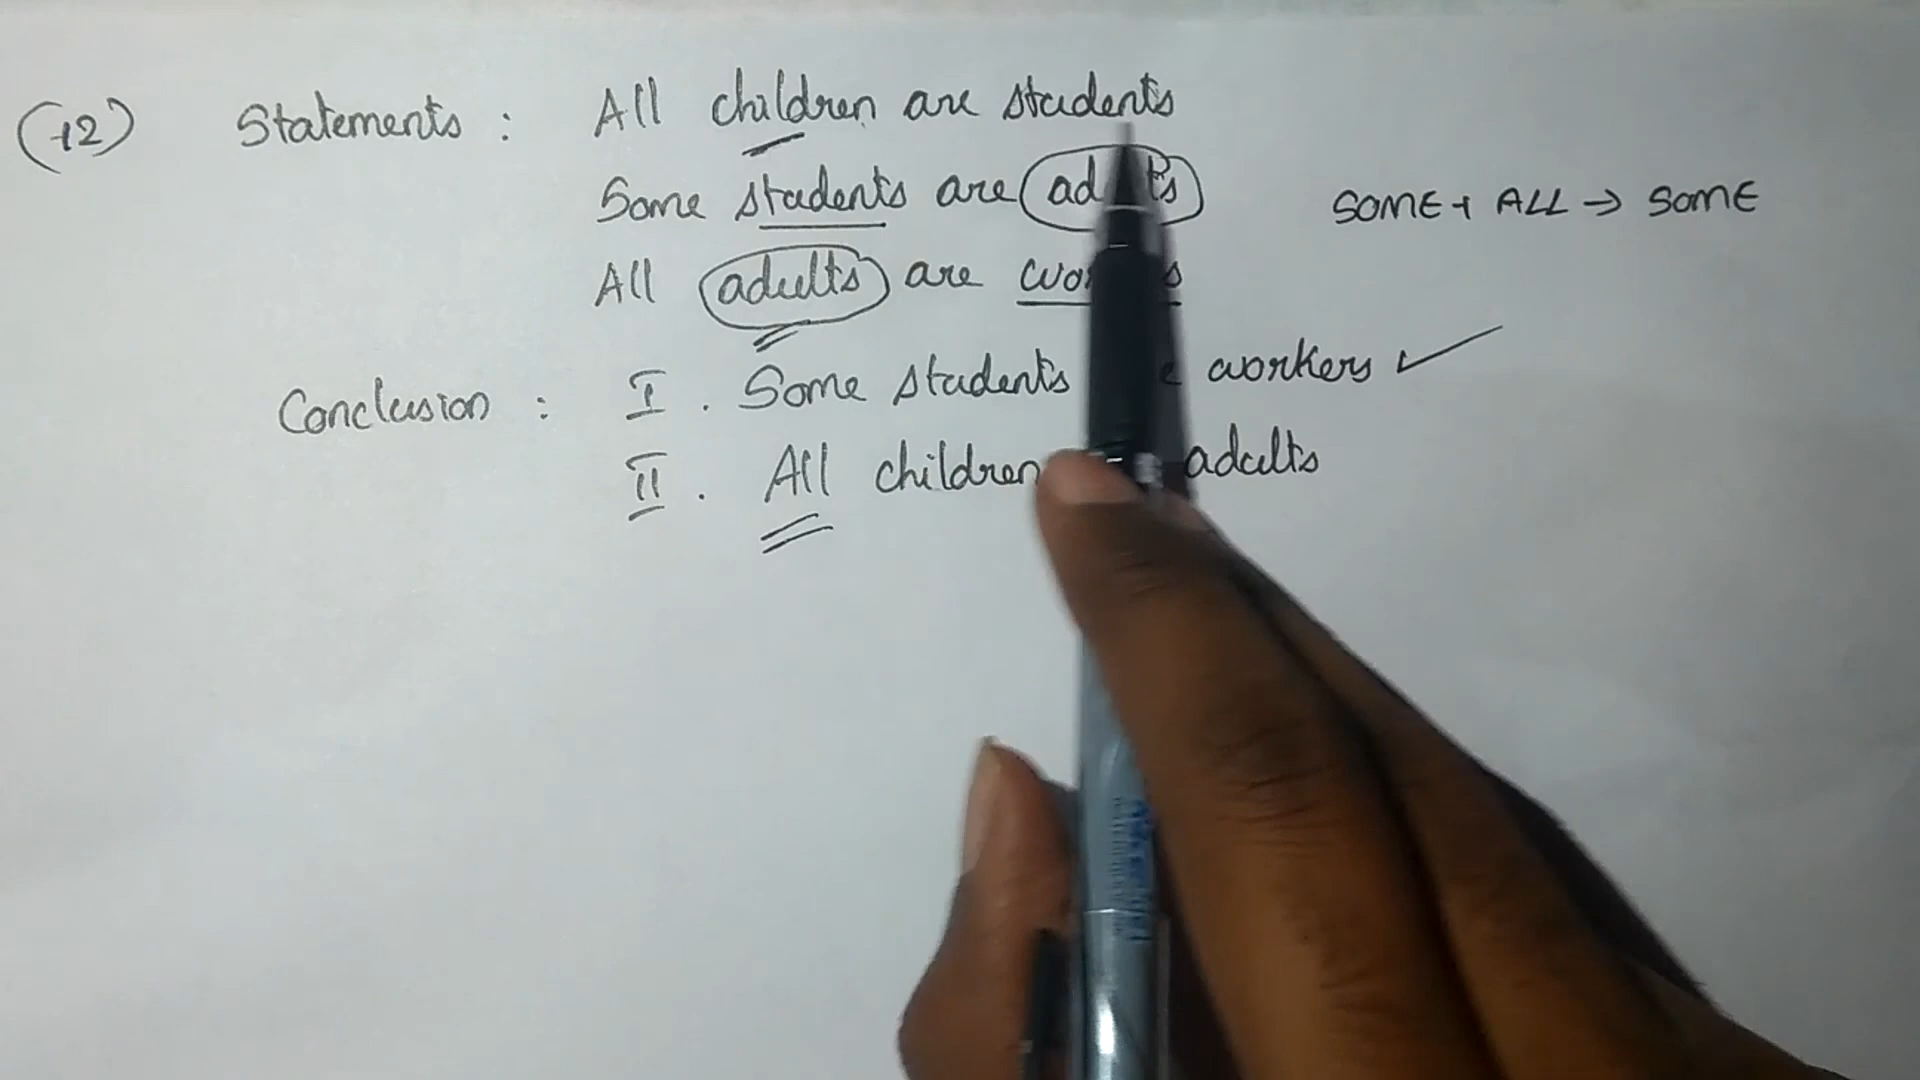 (12) Statements : All children are students
Some students are adults
SOME + ALL → SOME
All adults are
Conclusion : I . Some students workers ✓
II . All children adults